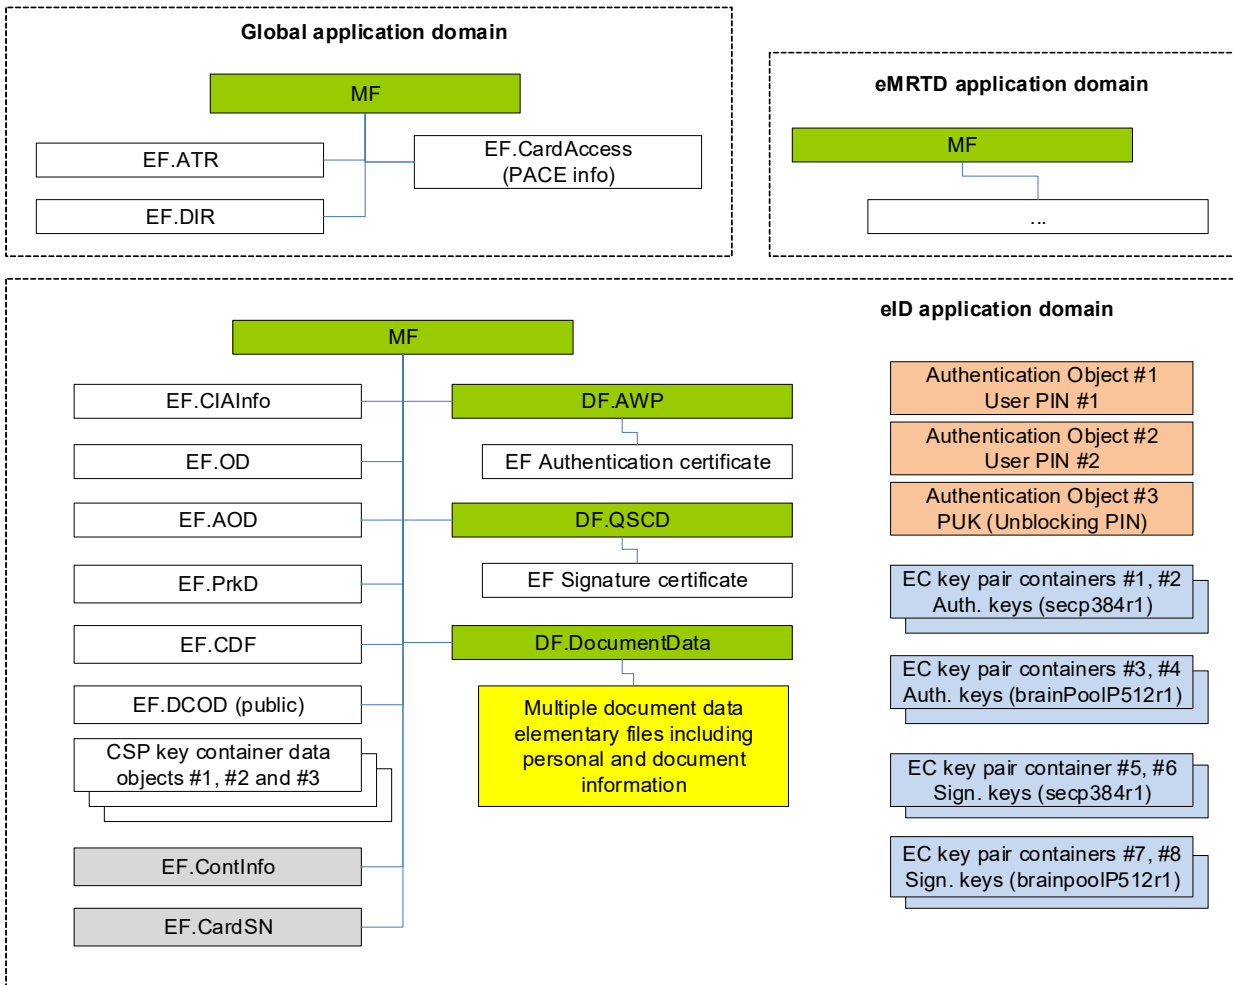 Global application domain
MF
EF.ATR
EF.CardAccess
(PACE info)
EF.DIR
eMRTD application domain
MF
...
eID application domain
MF
EF.CIAInfo
EF.OD
EF.AOD
EF.PrkD
EF.CDF
EF.DCOD (public)
CSP key container data
objects #1, #2 and #3
EF.ContInfo
EF.CardSN
DF.AWP
EF Authentication certificate
DF.QSCD
EF Signature certificate
DF.DocumentData
Multiple document data
elementary files including
personal and document
information
Authentication Object #1
User PIN #1
Authentication Object #2
User PIN #2
Authentication Object #3
PUK (Unblocking PIN)
EC key pair containers #1, #2
Auth. keys (secp384r1)
EC key pair containers #3, #4
Auth. keys (brainPoolP512r1)
EC key pair container #5, #6
Sign. keys (secp384r1)
EC key pair containers #7, #8
Sign. keys (brainpoolP512r1)